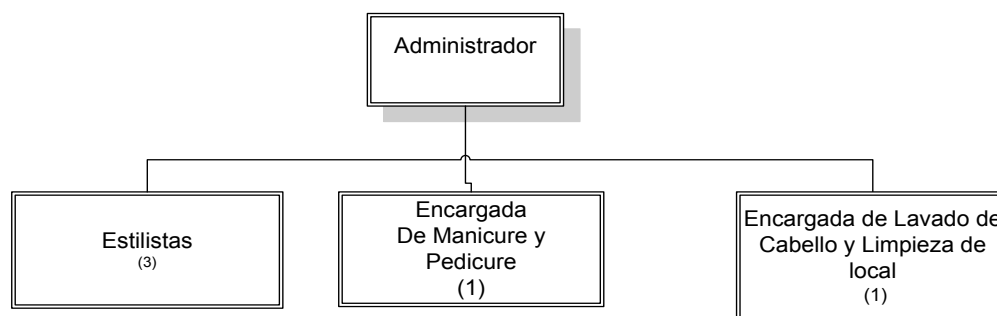 Administrador
Estilistas
(3)
Encargada
De Manicure y
Pedicure
(1)
Encargada de Lavado de
Cabello y Limpieza de
local
(1)